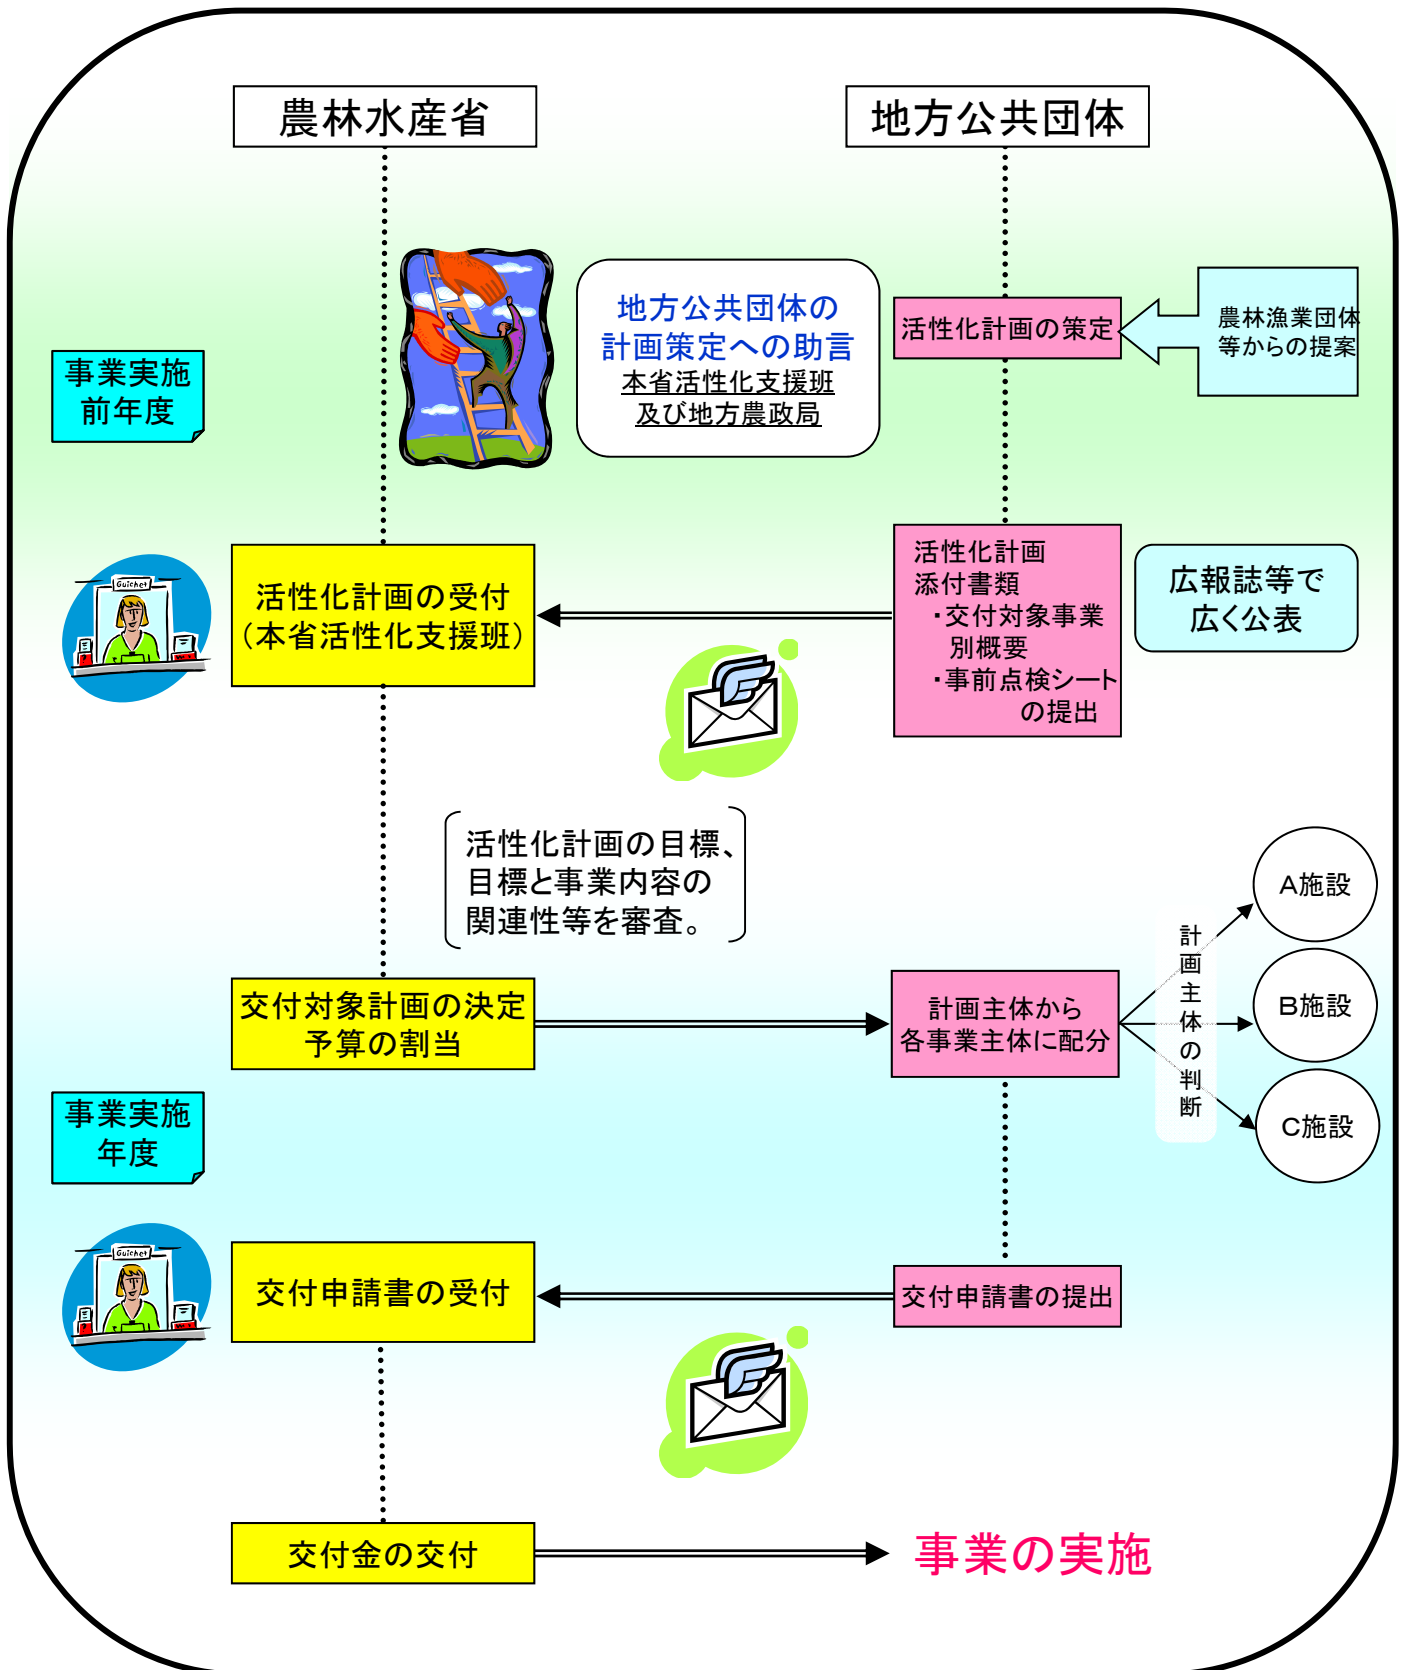 農林水産省
地方公共団体
地方公共団体の
計画策定への助言
本省活性化支援班
及び地方農政局
活性化計画の策定
農林漁業団体
等からの提案
事業実施
前年度
Guichet
活性化計画の受付
（本省活性化支援班）
活性化計画
添付書類
・交付対象事業
別概要
・事前点検シート
の提出
広報誌等で
広く公表
活性化計画の目標、
目標と事業内容の
関連性等を審査。
交付対象計画の決定
予算の割当
計画主体から
各事業主体に配分
計画主体の判断
A施設
B施設
C施設
事業実施
年度
Guichet
交付申請書の受付
交付申請書の提出
交付金の交付
事業の実施